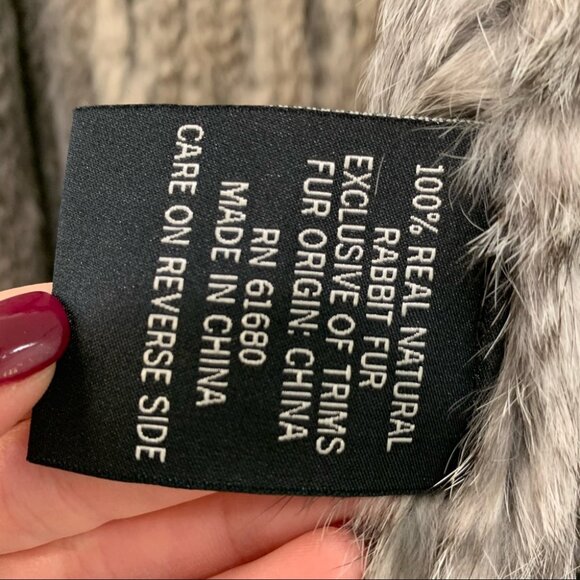 100% REAL NATURAL
RABBIT FUR
EXCLUSIVE OF TRIMS
FUR ORIGIN: CHINA
RN 61680
MADE IN CHINA
CARE ON REVERSE SIDE